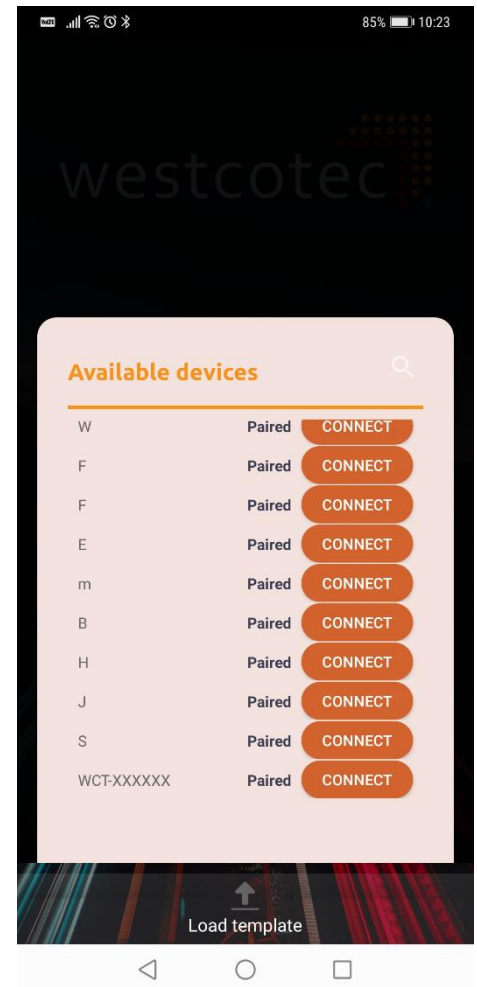 85% 10:23
westcotec
Available devices
W Paired CONNECT
F Paired CONNECT
F Paired CONNECT
E Paired CONNECT
m Paired CONNECT
B Paired CONNECT
H Paired CONNECT
J Paired CONNECT
S Paired CONNECT
WCT-XXXXXX Paired CONNECT
Load template